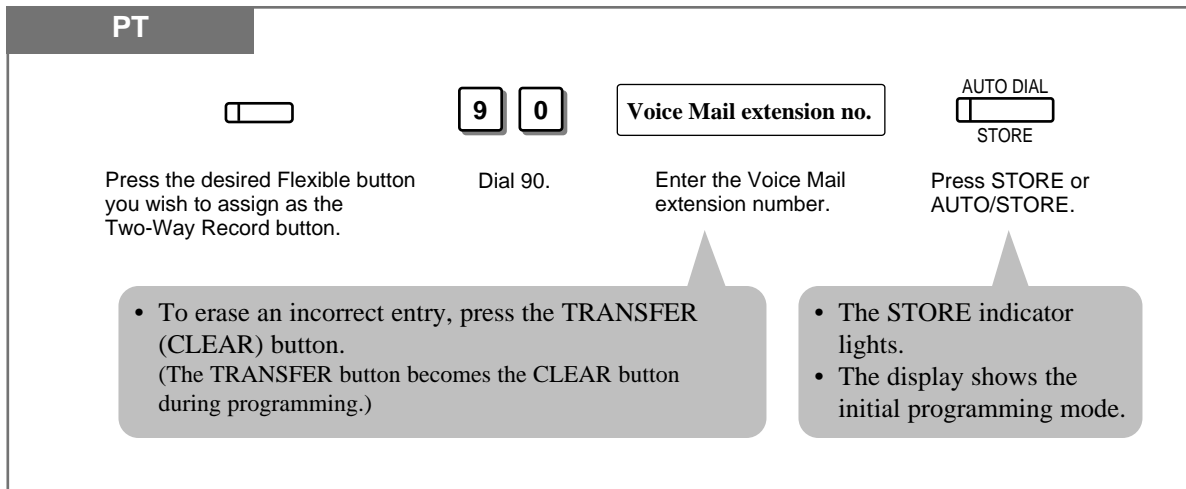 PT
9 0
Voice Mail extension no.
AUTO DIAL
STORE
Press the desired Flexible button
you wish to assign as the
Two-Way Record button.
Dial 90.
Enter the Voice Mail
extension number.
Press STORE or
AUTO/STORE.
• To erase an incorrect entry, press the TRANSFER
(CLEAR) button.
(The TRANSFER button becomes the CLEAR button
during programming.)
• The STORE indicator
lights.
• The display shows the
initial programming mode.